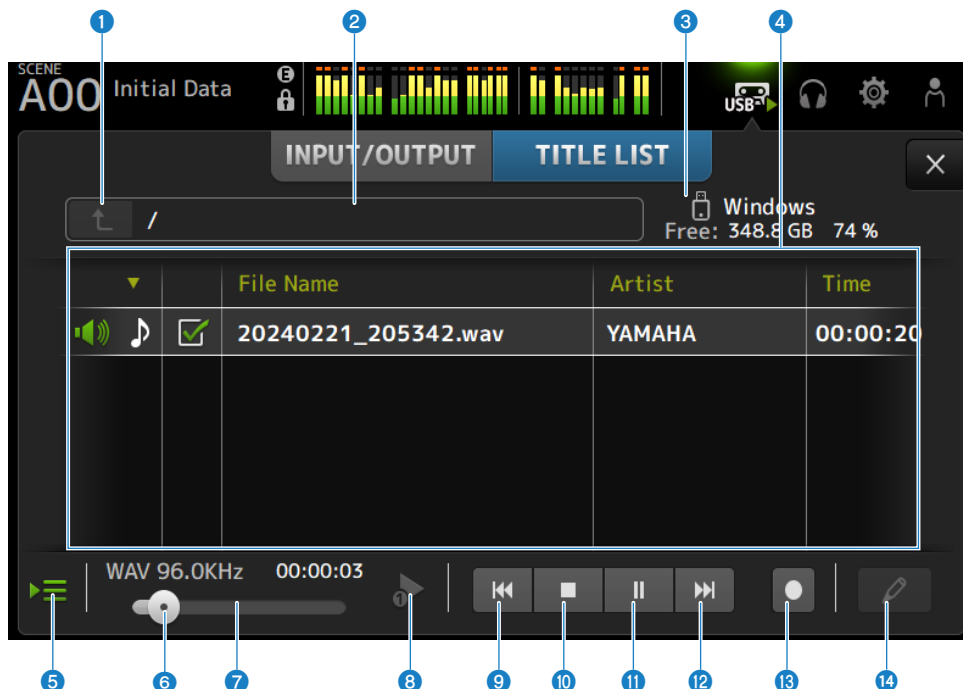 1 2 3 4
SCENE
A00 Initial Data E
USB
INPUT/OUTPUT TITLE LIST
/
Windows
Free: 348.8 GB 74 %
File Name Artist Time
20240221_205342.wav YAMAHA 00:00:20
WAV 96.0KHz 00:00:03
1
5 6 7 8 9 10 11 12 13 14